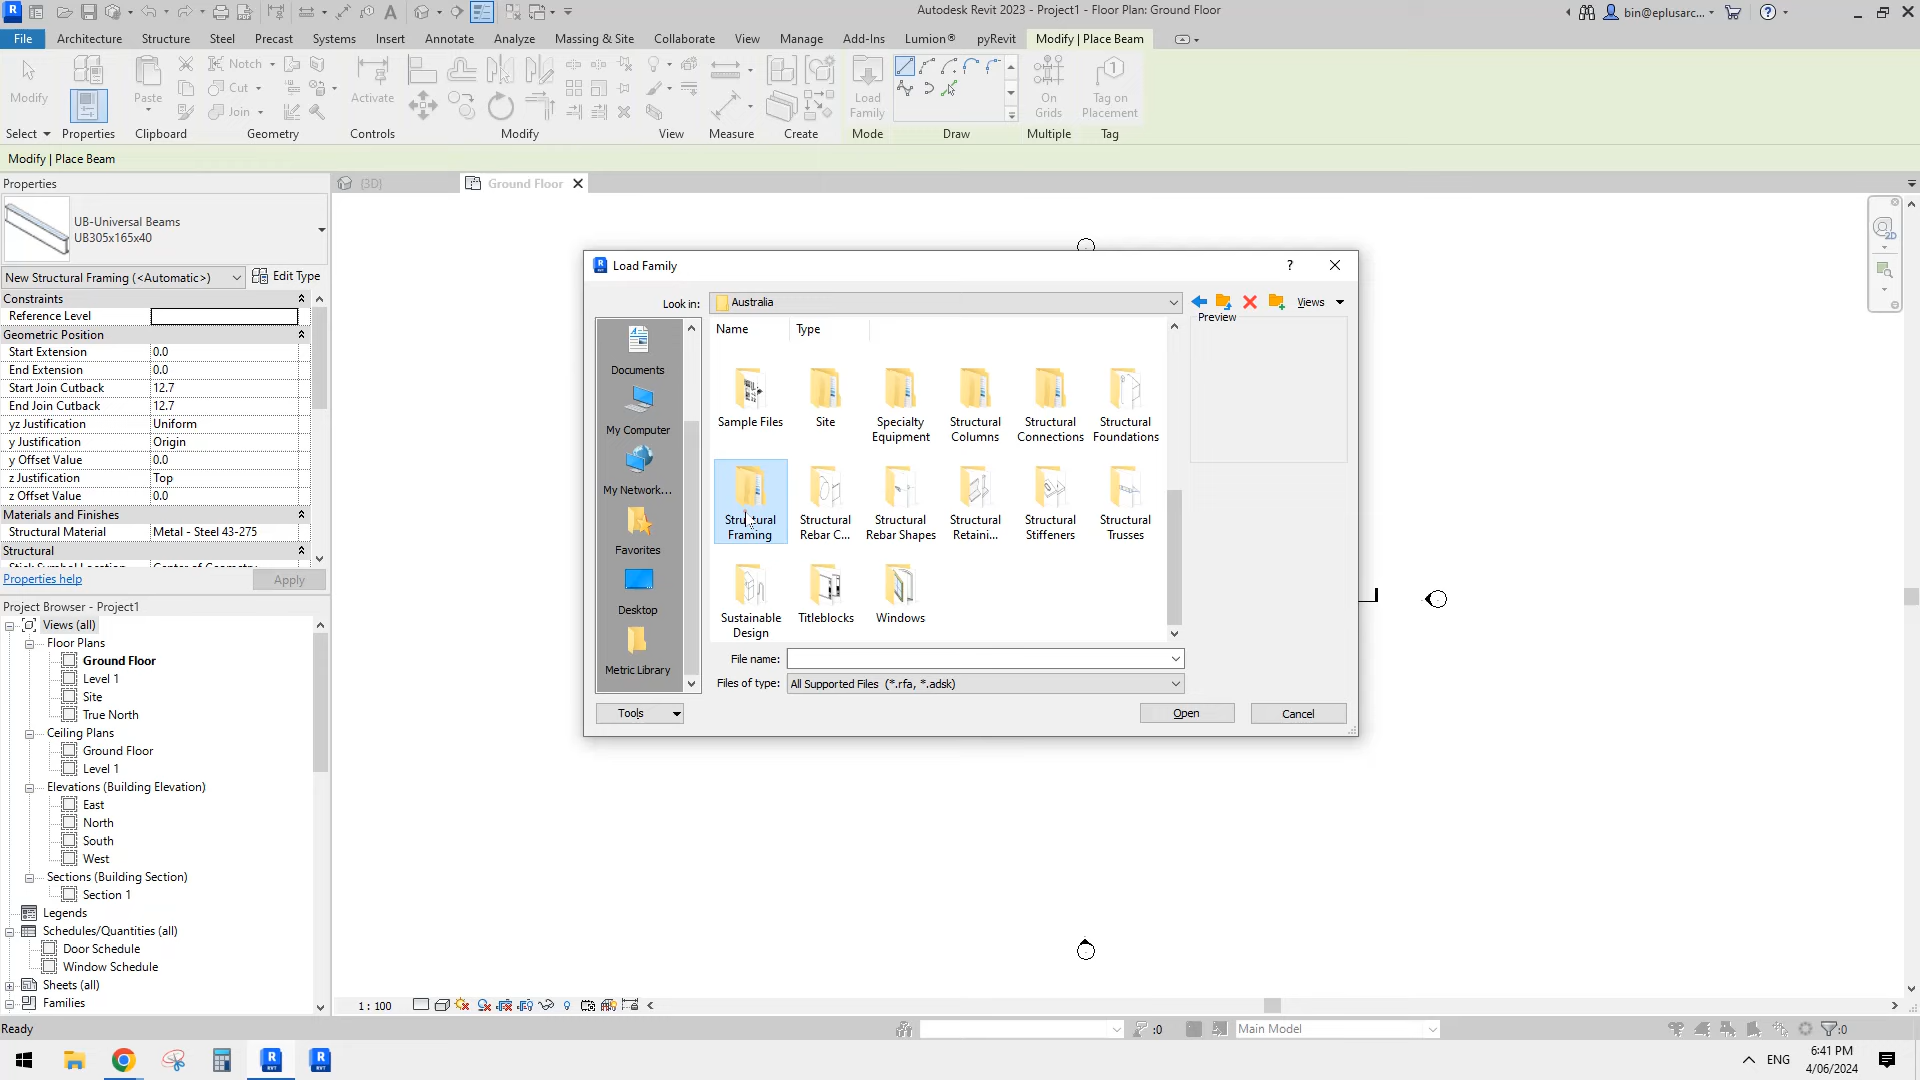 Autodesk Revit 2023 - Project1 - Floor Plan: Ground Floor
bin@eplusarc...
File Architecture Structure Steel Precast Systems Insert Annotate Analyze Massing & Site Collaborate View Manage Add-Ins Lumion® pyRevit Modify | Place Beam
Modify
Paste
Notch
Cut
Join
Activate
Load Family
On Grids
Tag on Placement
Select Properties Clipboard Geometry Controls Modify View Measure Create Mode Draw Multiple Tag
Modify | Place Beam
Properties
{3D}
Ground Floor
UB-Universal Beams
UB305x165x40
New Structural Framing (<Automatic>)
Edit Type
Constraints
Reference Level
Geometric Position
Start Extension 0.0
End Extension 0.0
Start Join Cutback 12.7
End Join Cutback 12.7
yz Justification Uniform
y Justification Origin
y Offset Value 0.0
z Justification Top
z Offset Value 0.0
Materials and Finishes
Structural Material Metal - Steel 43-275
Structural
Properties help
Apply
Project Browser - Project1
Views (all)
Floor Plans
Ground Floor
Level 1
Site
True North
Ceiling Plans
Ground Floor
Level 1
Elevations (Building Elevation)
East
North
South
West
Sections (Building Section)
Section 1
Legends
Schedules/Quantities (all)
Door Schedule
Window Schedule
Sheets (all)
Families
Load Family
?
Look in:
Australia
Views
Preview
Documents
My Computer
My Network...
Favorites
Desktop
Metric Library
Name Type
Sample Files
Site
Specialty Equipment
Structural Columns
Structural Connections
Structural Foundations
Structural Framing
Structural Rebar C...
Structural Rebar Shapes
Structural Retaini...
Structural Stiffeners
Structural Trusses
Sustainable Design
Titleblocks
Windows
File name:
Files of type:
All Supported Files (*.rfa, *.adsk)
Tools
Open
Cancel
1 : 100
Ready
:0
Main Model
:0
ENG
6:41 PM
4/06/2024